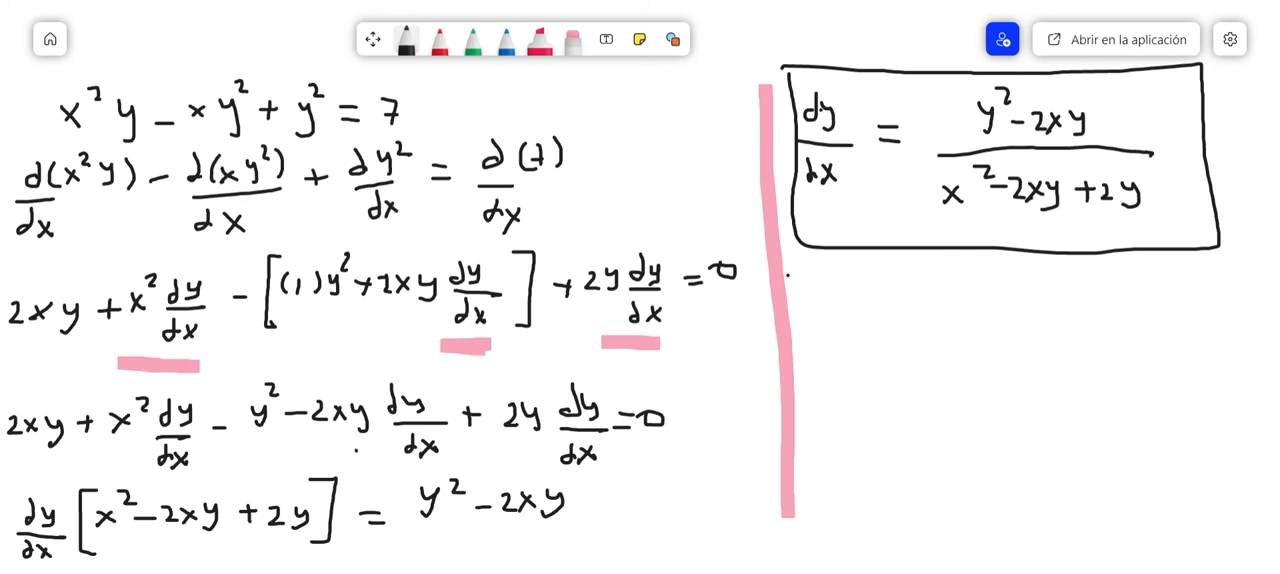 Abrir en la aplicación
x²y - xy² + y² = 7
d(x²y)/dx - d(xy²)/dx + dy²/dx = d(7)/dx
2xy + x² dy/dx - [(1)y² + 2xy dy/dx] + 2y dy/dx = 0
2xy + x² dy/dx - y² - 2xy dy/dx + 2y dy/dx = 0
dy/dx [x² - 2xy + 2y] = y² - 2xy
dy/dx = (y² - 2xy)/(x² - 2xy + 2y)